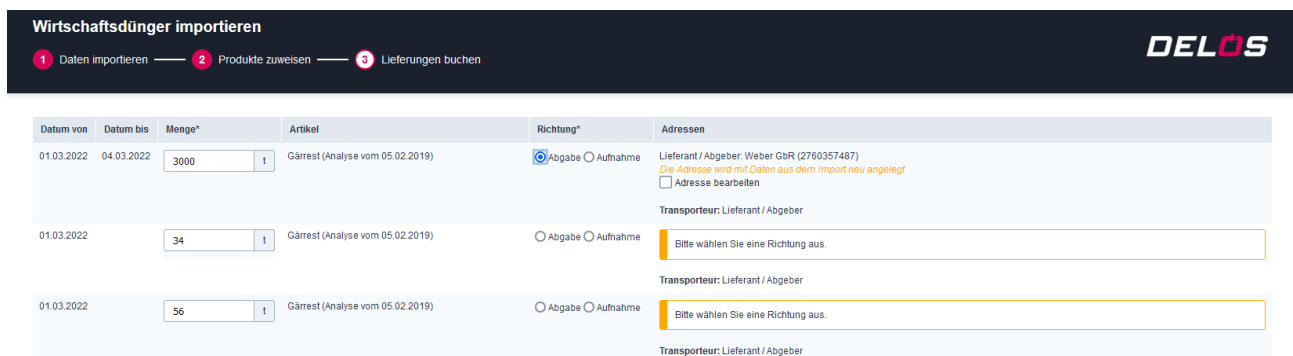 Wirtschaftsdünger importieren
1 Daten importieren 2 Produkte zuweisen 3 Lieferungen buchen
DELOS
Datum von Datum bis Menge* Artikel Richtung* Adressen
01.03.2022 04.03.2022 3000 t Gärrest (Analyse vom 05.02.2019) Abgabe Aufnahme Lieferant / Abgeber: Weber GbR (2760357487)
Die Adresse wird mit Daten aus dem Import neu angelegt
Adresse bearbeiten
Transporteur: Lieferant / Abgeber
01.03.2022 34 t Gärrest (Analyse vom 05.02.2019) Abgabe Aufnahme Bitte wählen Sie eine Richtung aus.
Transporteur: Lieferant / Abgeber
01.03.2022 56 t Gärrest (Analyse vom 05.02.2019) Abgabe Aufnahme Bitte wählen Sie eine Richtung aus.
Transporteur: Lieferant / Abgeber